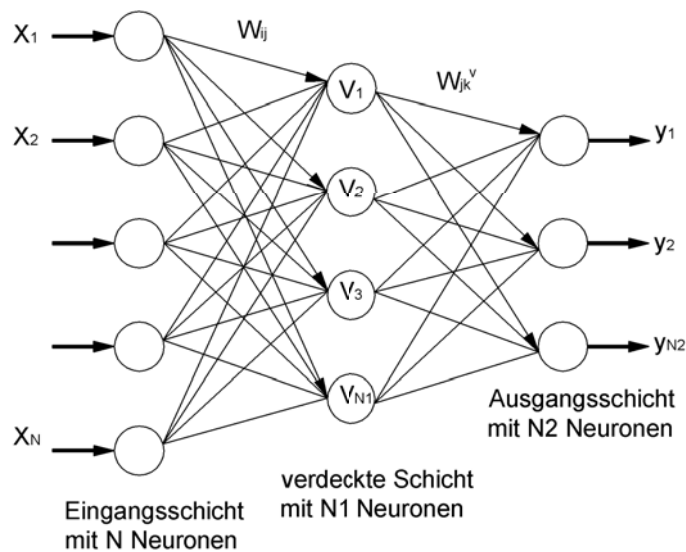 X1
Wij
V1
Wjkv
y1
X2
V2
y2
V3
yN2
VN1
XN
Ausgangsschicht
mit N2 Neuronen
verdeckte Schicht
mit N1 Neuronen
Eingangsschicht
mit N Neuronen